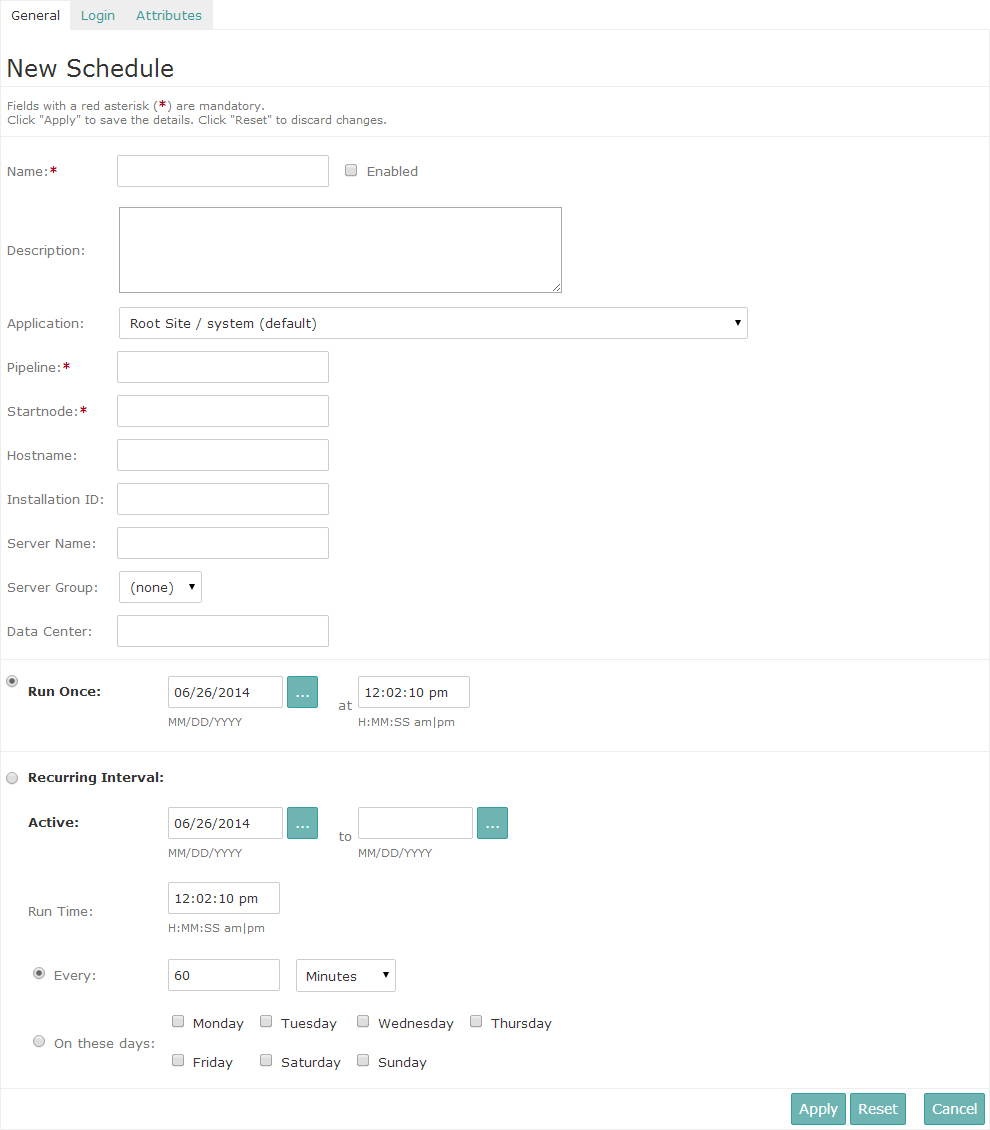 General Login Attributes
New Schedule
Fields with a red asterisk (*) are mandatory.
Click "Apply" to save the details. Click "Reset" to discard changes.
Name:* Enabled
Description:
Application: Root Site / system (default)
Pipeline:*
Startnode:*
Hostname:
Installation ID:
Server Name:
Server Group: (none)
Data Center:
Run Once: 06/26/2014 ... at 12:02:10 pm
MM/DD/YYYY H:MM:SS am|pm
Recurring Interval:
Active: 06/26/2014 ... to ...
MM/DD/YYYY MM/DD/YYYY
Run Time: 12:02:10 pm
H:MM:SS am|pm
Every: 60 Minutes
On these days: Monday Tuesday Wednesday Thursday
Friday Saturday Sunday
Apply Reset Cancel